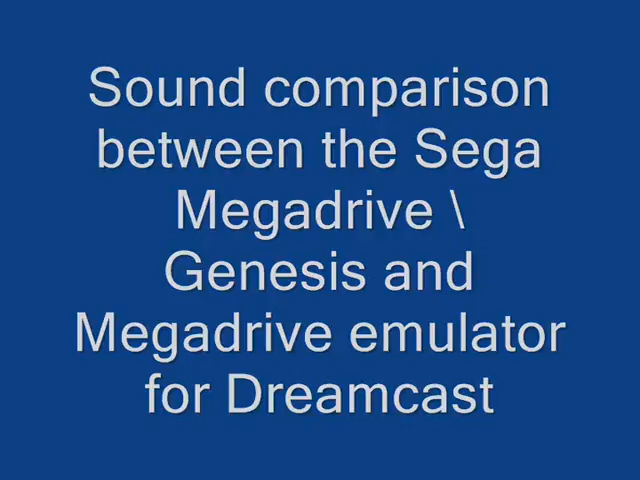 Sound comparison
between the Sega
Megadrive \
Genesis and
Megadrive emulator
for Dreamcast